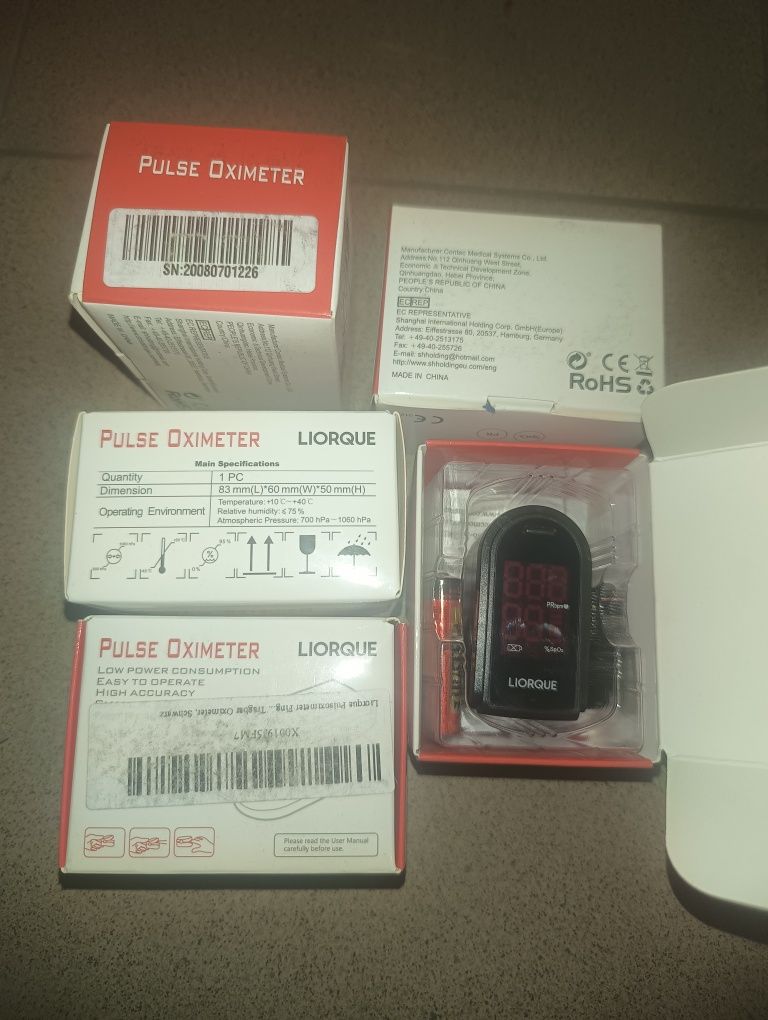 PULSE OXIMETER
SN:20080701226
Manufacturer:Contec Medical Systems Co., Ltd.
Address:No.112 Qinhuang West Street,
Economic & Technical Development Zone,
Qinhuangdao, Hebei Province,
PEOPLE'S REPUBLIC OF CHINA
Country:China
EC REP
EC REPRESENTATIVE
Shanghai International Holding Corp. GmbH(Europe)
Address: Eiffestrasse 80, 20537, Hamburg, Germany
Tel: +49-40-2513175
Fax: +49-40-255726
E-mail: shholding@hotmail.com
http://www.shholdingeu.com/eng
MADE IN CHINA
CE
RoHS
PULSE OXIMETER LIORQUE
Main Specifications
Quantity 1 PC
Dimension 83 mm(L)*60 mm(W)*50 mm(H)
Operating Environment
Temperature: +10℃~+40℃
Relative humidity: ≤ 75 %
Atmospheric Pressure: 700 hPa~1060 hPa
PRbpm
%SpO₂
LIORQUE
PULSE OXIMETER LIORQUE
LOW POWER CONSUMPTION
EASY TO OPERATE
HIGH ACCURACY
Liorque Pulsoximeter Fing... Tragbar Oximeter, Schwarz
Please read the User Manual
carefully before use.